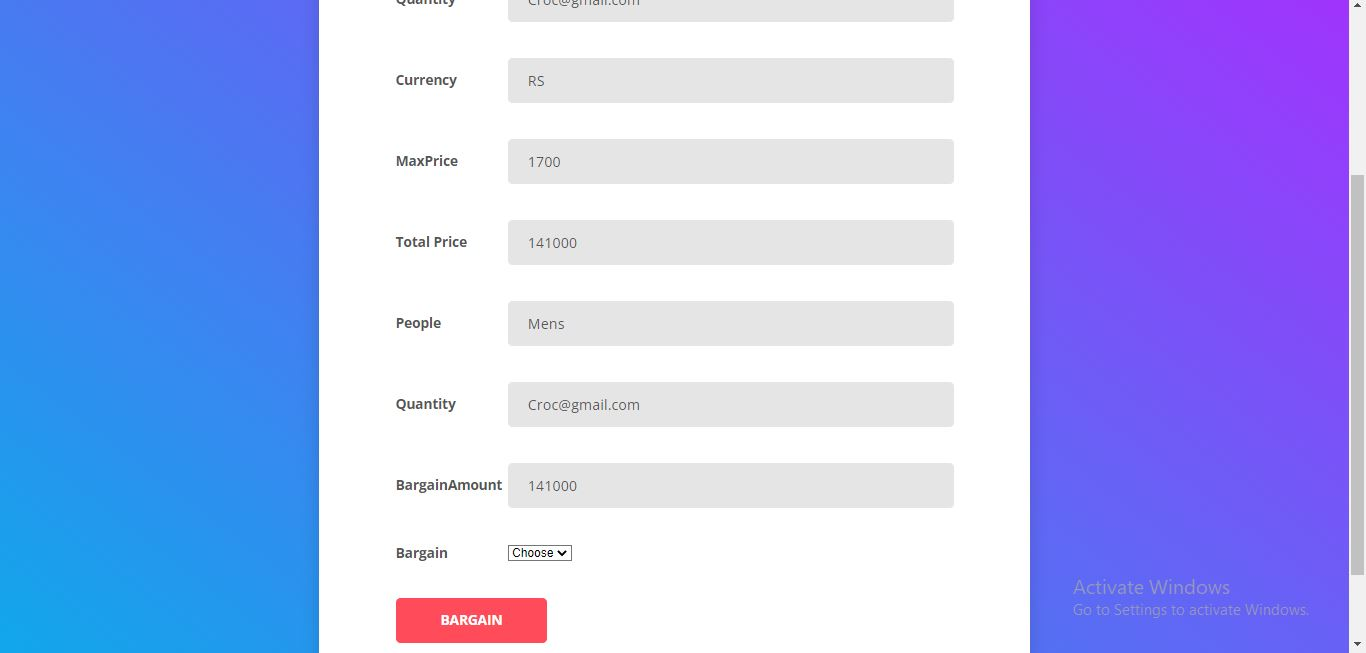 Quantity Croc@gmail.com
Currency RS
MaxPrice 1700
Total Price 141000
People Mens
Quantity Croc@gmail.com
BargainAmount 141000
Bargain Choose
BARGAIN
Activate Windows
Go to Settings to activate Windows.